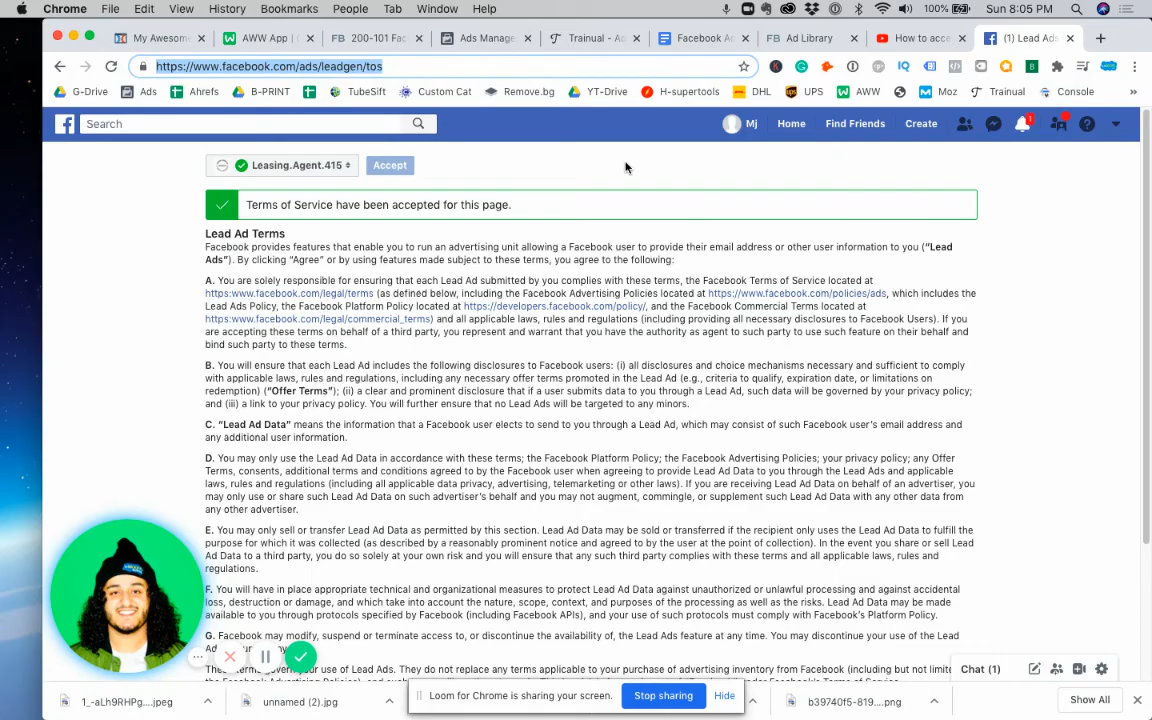 Chrome File Edit View History Bookmarks People Tab Window Help 100% Sun 8:05 PM
My Awesom AWW App | FB 200-101 Fac Ads Manage Trainual - Ad Facebook A FB Ad Library How to acce (1) Lead Ads
https://www.facebook.com/ads/leadgen/tos
G-Drive Ads Ahrefs B-PRINT TubeSift Custom Cat Remove.bg YT-Drive H-supertools DHL UPS AWW Moz Trainual Console »
Search Mj Home Find Friends Create 1
Leasing.Agent.415 Accept
Terms of Service have been accepted for this page.
Lead Ad Terms
Facebook provides features that enable you to run an advertising unit allowing a Facebook user to provide their email address or other user information to you (“Lead
Ads”). By clicking “Agree” or by using features made subject to these terms, you agree to the following:
A. You are solely responsible for ensuring that each Lead Ad submitted by you complies with these terms, the Facebook Terms of Service located at
https:www.facebook.com/legal/terms (as defined below, including the Facebook Advertising Policies located at https://www.facebook.com/policies/ads, which includes the
Lead Ads Policy, the Facebook Platform Policy located at https://developers.facebook.com/policy/, and the Facebook Commercial Terms located at
https:www.facebook.com/legal/commercial_terms) and all applicable laws, rules and regulations (including providing all necessary disclosures to Facebook Users). If you
are accepting these terms on behalf of a third party, you represent and warrant that you have the authority as agent to such party to use such feature on their behalf and
bind such party to these terms.
B. You will ensure that each Lead Ad includes the following disclosures to Facebook users: (i) all disclosures and choice mechanisms necessary and sufficient to comply
with applicable laws, rules and regulations, including any necessary offer terms promoted in the Lead Ad (e.g., criteria to qualify, expiration date, or limitations on
redemption) (“Offer Terms”); (ii) a clear and prominent disclosure that if a user submits data to you through a Lead Ad, such data will be governed by your privacy policy;
and (iii) a link to your privacy policy. You will further ensure that no Lead Ads will be targeted to any minors.
C. “Lead Ad Data” means the information that a Facebook user elects to send to you through a Lead Ad, which may consist of such Facebook user’s email address and
any additional user information.
D. You may only use the Lead Ad Data in accordance with these terms; the Facebook Platform Policy; the Facebook Advertising Policies; your privacy policy; any Offer
Terms, consents, additional terms and conditions agreed to by the Facebook user when agreeing to provide Lead Ad Data to you through the Lead Ads and applicable
laws, rules and regulations (including all applicable data privacy, advertising, telemarketing or other laws). If you are receiving Lead Ad Data on behalf of an advertiser, you
may only use or share such Lead Ad Data on such advertiser’s behalf and you may not augment, commingle, or supplement such Lead Ad Data with any other data from
any other advertiser.
E. You may only sell or transfer Lead Ad Data as permitted by this section. Lead Ad Data may be sold or transferred if the recipient only uses the Lead Ad Data to fulfill the
purpose for which it was collected (as described by a reasonably prominent notice and agreed to by the user at the point of collection). In the event you share or sell Lead
Ad Data to a third party, you do so solely at your own risk and you will ensure that any such third party complies with these terms and all applicable laws, rules and
regulations.
F. You will have in place appropriate technical and organizational measures to protect Lead Ad Data against unauthorized or unlawful processing and against accidental
loss, destruction or damage, and which take into account the nature, scope, context, and purposes of the processing as well as the risks. Lead Ad Data may be made
available to you through protocols specified by Facebook (including Facebook APIs), and your use of such protocols must comply with Facebook’s Platform Policy.
G. Facebook may modify, suspend or terminate access to, or discontinue the availability of, the Lead Ads feature at any time. You may discontinue your use of the Lead
Ads
govern your use of Lead Ads. They do not replace any terms applicable to your purchase of advertising inventory from Facebook (including but not limite
Chat (1)
Loom for Chrome is sharing your screen. Stop sharing Hide
1_-aLh9RHPg....jpeg unnamed (2).jpg b39740f5-819....png Show All